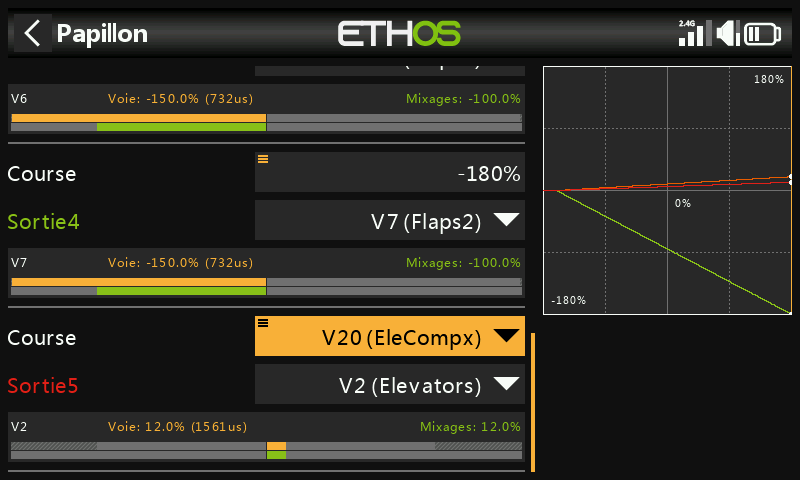 Papillon
ETHOS
2.4G
V6 Voie: -150.0% (732us) Mixages: -100.0%
Course -180%
Sortie4 V7 (Flaps2)
V7 Voie: -150.0% (732us) Mixages: -100.0%
Course V20 (EleCompx)
Sortie5 V2 (Elevators)
V2 Voie: 12.0% (1561us) Mixages: 12.0%
180%
0%
-180%